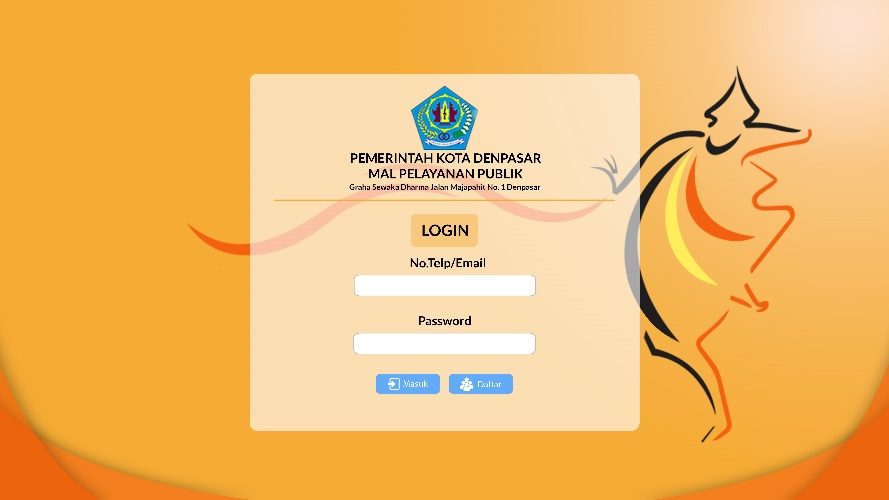 PEMERINTAH KOTA DENPASAR
MAL PELAYANAN PUBLIK
Graha Sewaka Dharma Jalan Majapahit No. 1 Denpasar
LOGIN
No.Telp/Email
Password
Masuk
Daftar